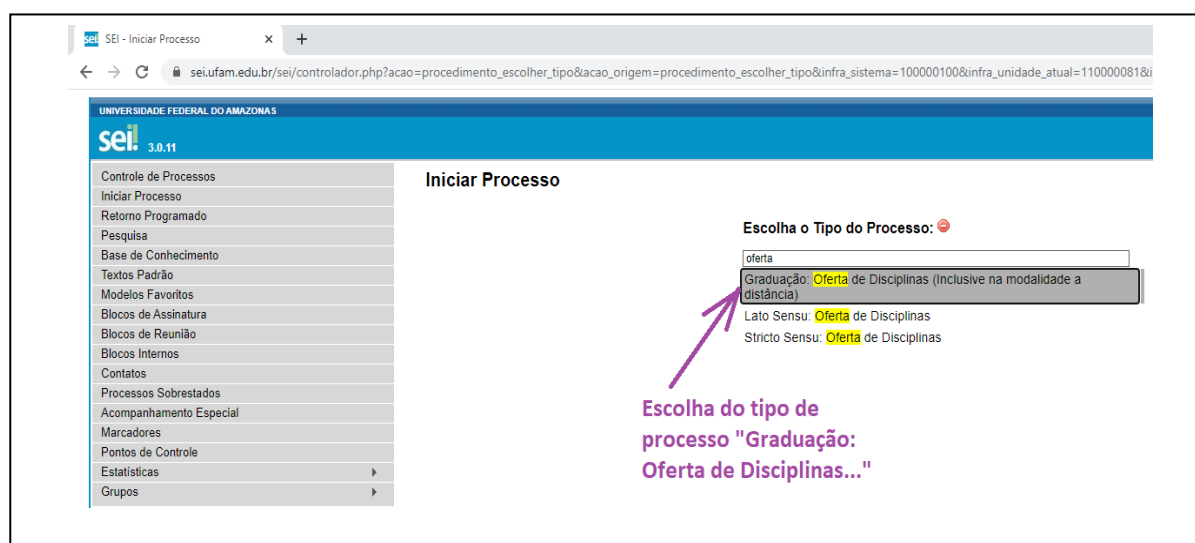 SEI - Iniciar Processo
sei.ufam.edu.br/sei/controlador.php?acao=procedimento_escolher_tipo&acao_origem=procedimento_escolher_tipo&infra_sistema=100000100&infra_unidade_atual=110000081&i
UNIVERSIDADE FEDERAL DO AMAZONAS
sei! 3.0.11
Controle de Processos
Iniciar Processo
Retorno Programado
Pesquisa
Base de Conhecimento
Textos Padrão
Modelos Favoritos
Blocos de Assinatura
Blocos de Reunião
Blocos Internos
Contatos
Processos Sobrestados
Acompanhamento Especial
Marcadores
Pontos de Controle
Estatísticas
Grupos
Iniciar Processo
Escolha o Tipo do Processo:
oferta
Graduação: Oferta de Disciplinas (Inclusive na modalidade a
distância)
Lato Sensu: Oferta de Disciplinas
Stricto Sensu: Oferta de Disciplinas
Escolha do tipo de
processo "Graduação:
Oferta de Disciplinas..."